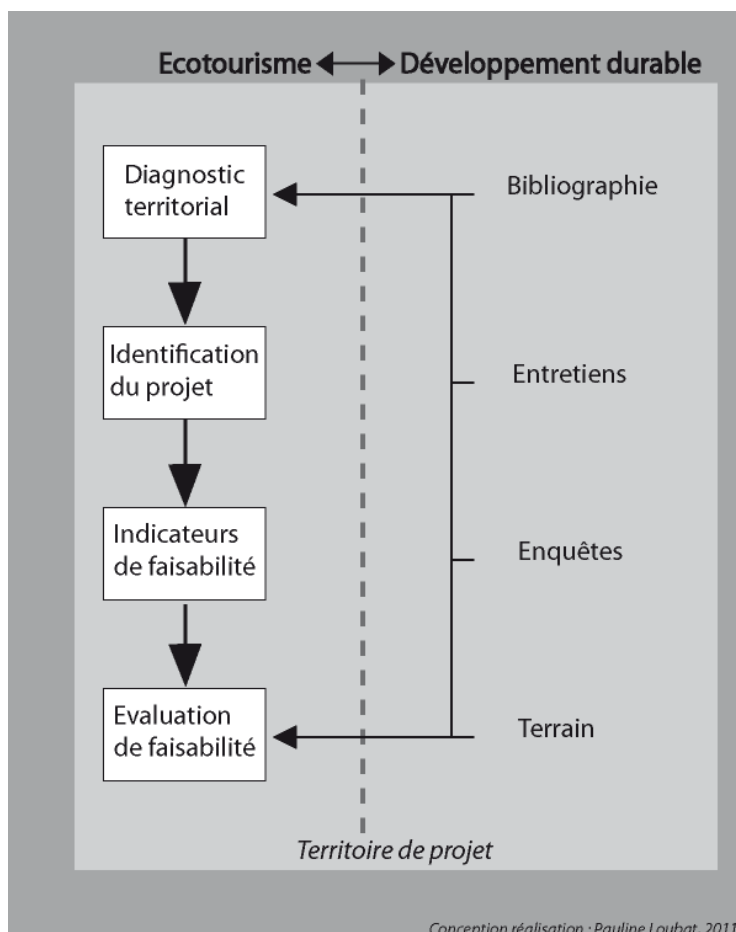 Ecotourisme Développement durable
Diagnostic
territorial
Bibliographie
Identification
du projet
Entretiens
Indicateurs
de faisabilité
Enquêtes
Evaluation
de faisabilité
Terrain
Territoire de projet
Conception réalisation : Pauline Loubat, 2011